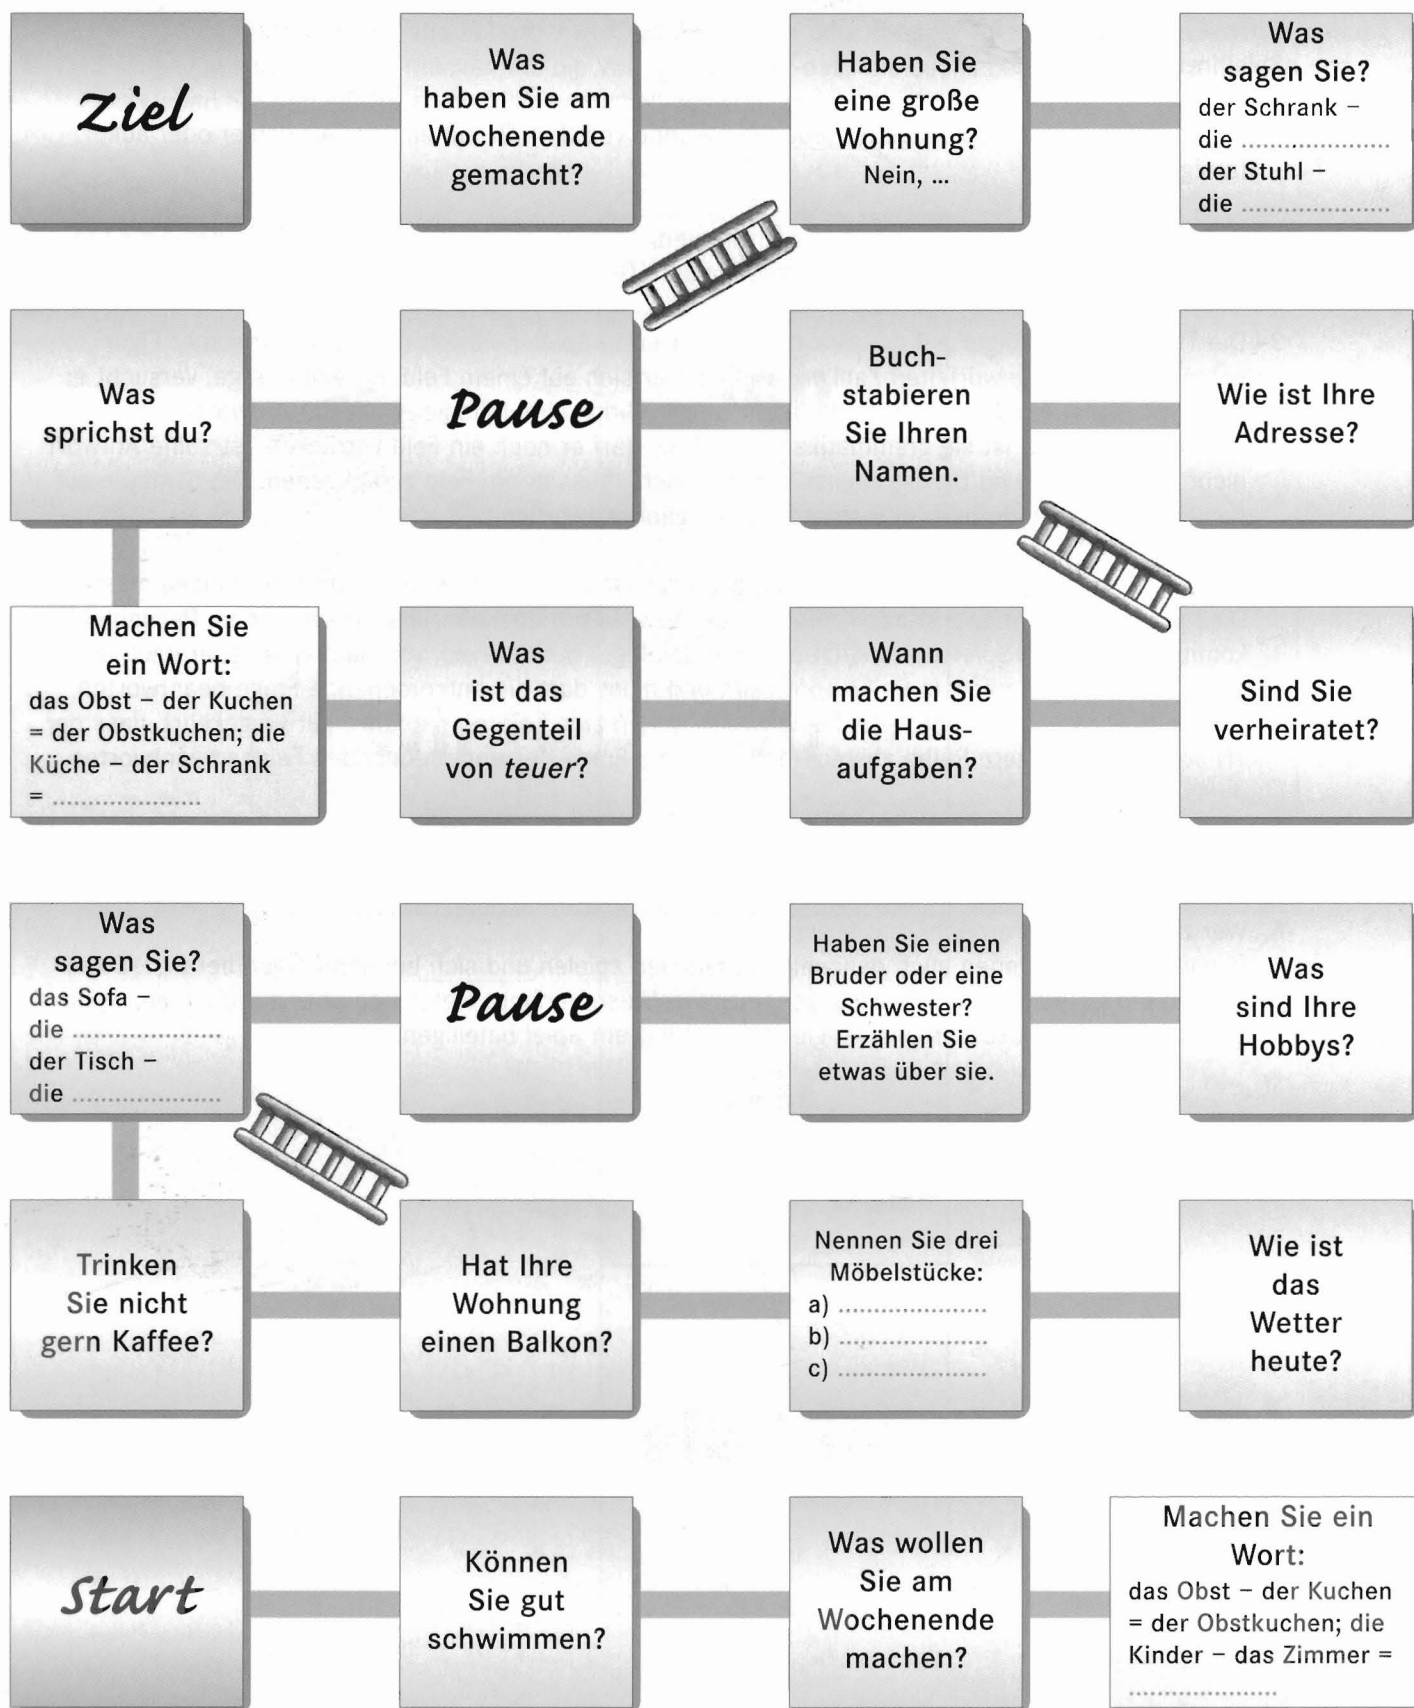 Ziel
Was
haben Sie am
Wochenende
gemacht?
Haben Sie
eine große
Wohnung?
Nein, ...
Was
sagen Sie?
der Schrank –
die .....................
der Stuhl –
die .....................
Was
sprichst du?
Pause
Buch-
stabieren
Sie Ihren
Namen.
Wie ist Ihre
Adresse?
Machen Sie
ein Wort:
das Obst – der Kuchen
= der Obstkuchen; die
Küche – der Schrank
= .....................
Was
ist das
Gegenteil
von teuer?
Wann
machen Sie
die Haus-
aufgaben?
Sind Sie
verheiratet?
Was
sagen Sie?
das Sofa –
die .....................
der Tisch –
die .....................
Pause
Haben Sie einen
Bruder oder eine
Schwester?
Erzählen Sie
etwas über sie.
Was
sind Ihre
Hobbys?
Trinken
Sie nicht
gern Kaffee?
Hat Ihre
Wohnung
einen Balkon?
Nennen Sie drei
Möbelstücke:
a) .....................
b) .....................
c) .....................
Wie ist
das
Wetter
heute?
Start
Können
Sie gut
schwimmen?
Was wollen
Sie am
Wochenende
machen?
Machen Sie ein
Wort:
das Obst – der Kuchen
= der Obstkuchen; die
Kinder – das Zimmer =
.....................